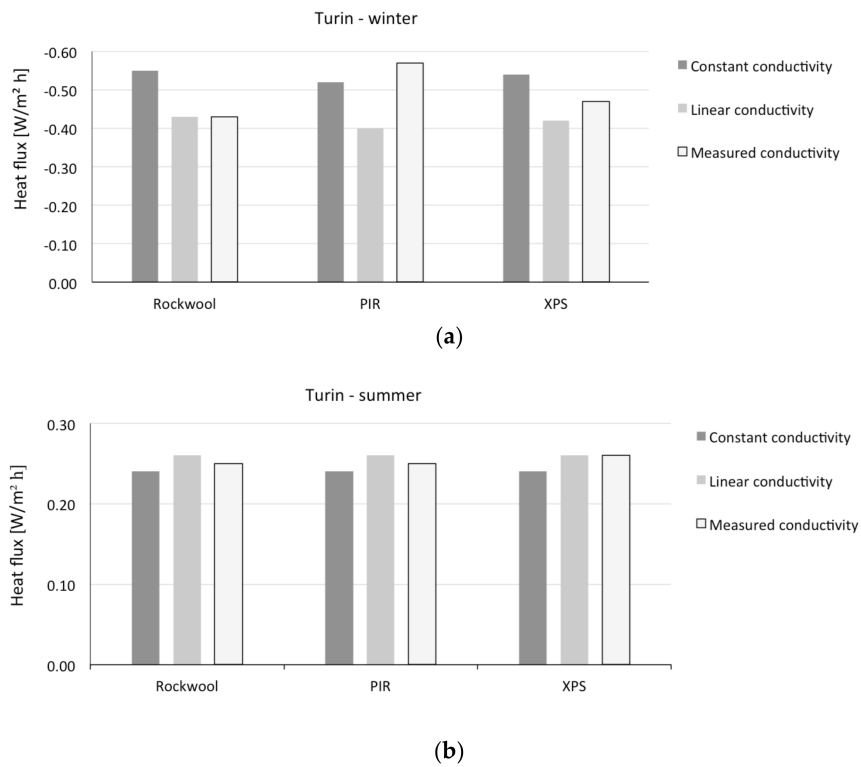 Turin - winter
Heat flux [W/m² h]
-0.60
-0.50
-0.40
-0.30
-0.20
-0.10
0.00
Rockwool
PIR
XPS
Constant conductivity
Linear conductivity
Measured conductivity
(a)
Turin - summer
Heat flux [W/m² h]
0.30
0.20
0.10
0.00
Rockwool
PIR
XPS
Constant conductivity
Linear conductivity
Measured conductivity
(b)